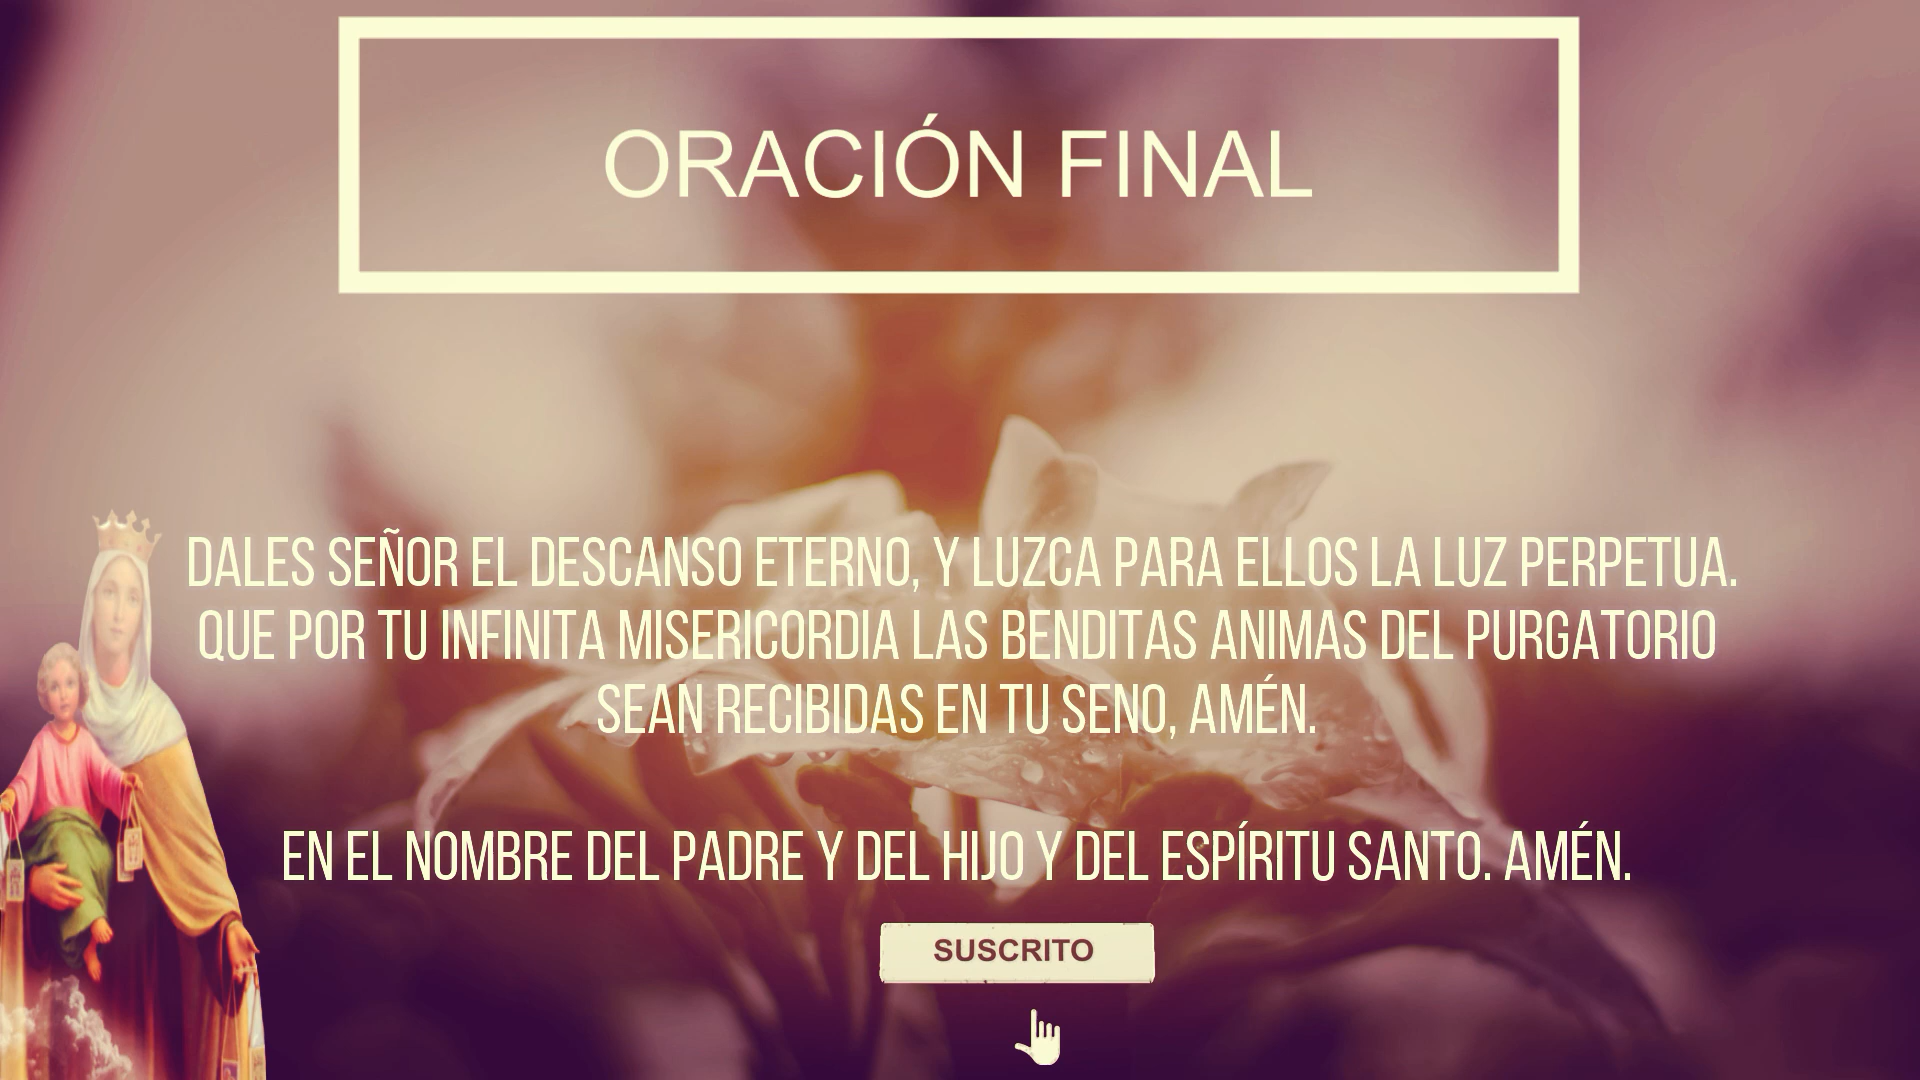 ORACIÓN FINAL
DALES SEÑOR EL DESCANSO ETERNO, Y LUZCA PARA ELLOS LA LUZ PERPETUA.
QUE POR TU INFINITA MISERICORDIA LAS BENDITAS ANIMAS DEL PURGATORIO
SEAN RECIBIDAS EN TU SENO, AMÉN.
EN EL NOMBRE DEL PADRE Y DEL HIJO Y DEL ESPÍRITU SANTO. AMÉN.
SUSCRITO